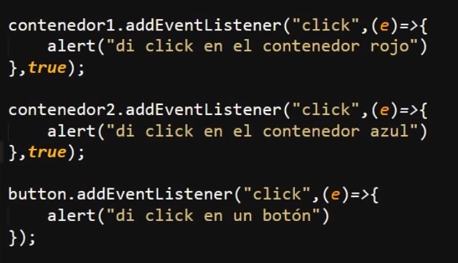 contenedor1.addEventListener("click",(e)=>{
    alert("di click en el contenedor rojo")
},true);
contenedor2.addEventListener("click",(e)=>{
    alert("di click en el contenedor azul")
},true);
button.addEventListener("click",(e)=>{
    alert("di click en un botón")
});